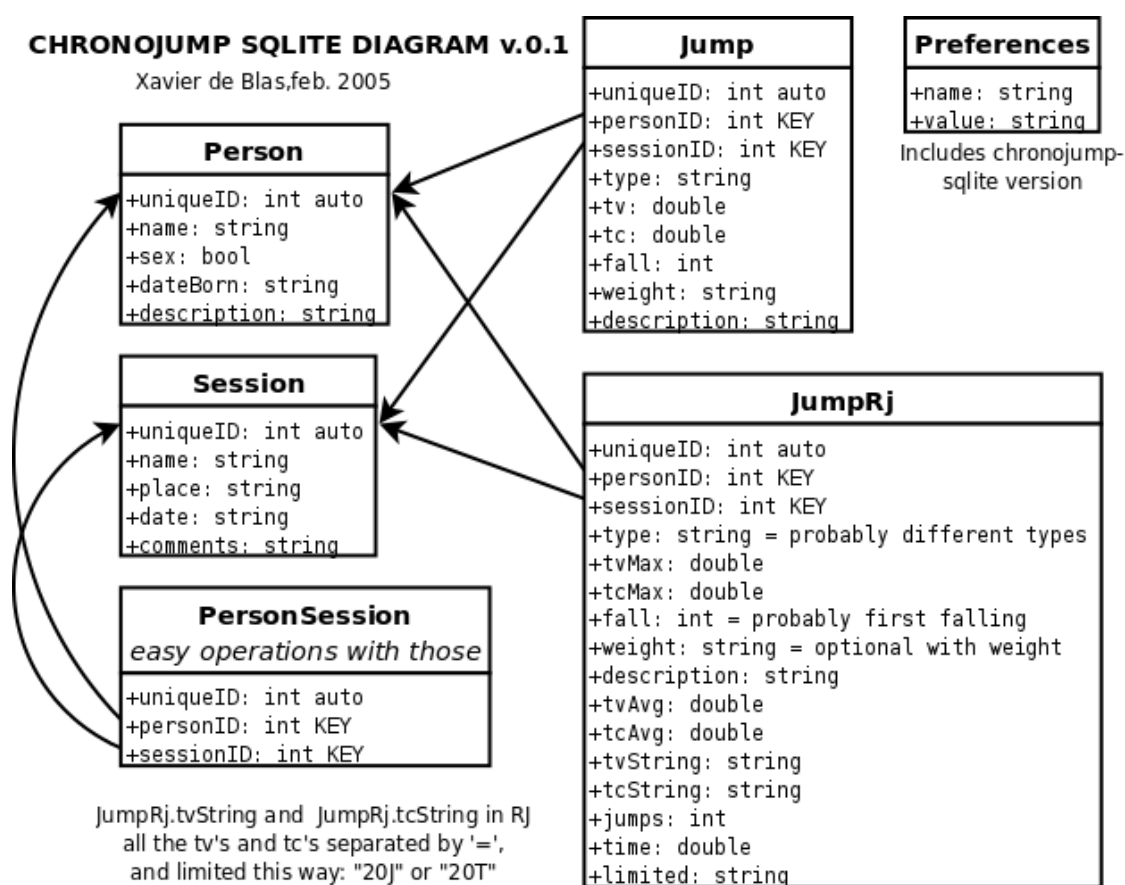 CHRONOJUMP SQLITE DIAGRAM v.0.1
Xavier de Blas,feb. 2005
Person
+uniqueID: int auto
+name: string
+sex: bool
+dateBorn: string
+description: string
Session
+uniqueID: int auto
+name: string
+place: string
+date: string
+comments: string
PersonSession
easy operations with those
+uniqueID: int auto
+personID: int KEY
+sessionID: int KEY
JumpRj.tvString and JumpRj.tcString in RJ
all the tv's and tc's separated by '=',
and limited this way: "20J" or "20T"
Jump
+uniqueID: int auto
+personID: int KEY
+sessionID: int KEY
+type: string
+tv: double
+tc: double
+fall: int
+weight: string
+description: string
Preferences
+name: string
+value: string
Includes chronojump-
sqlite version
JumpRj
+uniqueID: int auto
+personID: int KEY
+sessionID: int KEY
+type: string = probably different types
+tvMax: double
+tcMax: double
+fall: int = probably first falling
+weight: string = optional with weight
+description: string
+tvAvg: double
+tcAvg: double
+tvString: string
+tcString: string
+jumps: int
+time: double
+limited: string